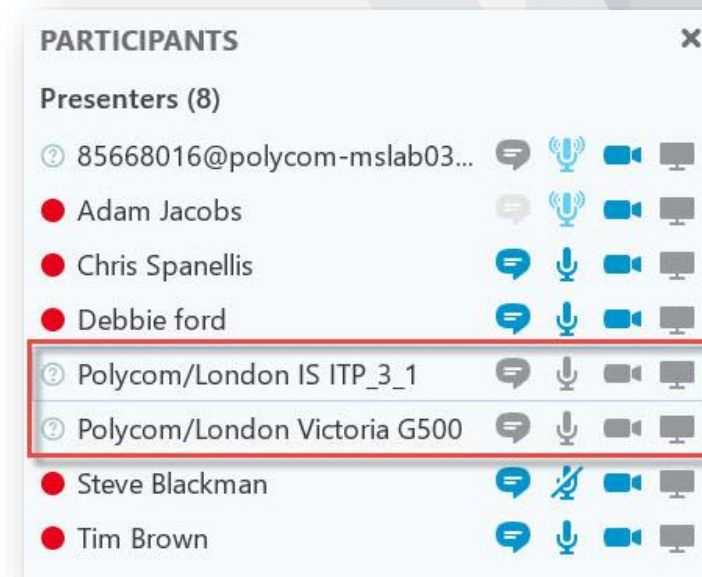 PARTICIPANTS
Presenters (8)
85668016@polycom-mslab03...
Adam Jacobs
Chris Spanellis
Debbie ford
Polycom/London IS ITP_3_1
Polycom/London Victoria G500
Steve Blackman
Tim Brown